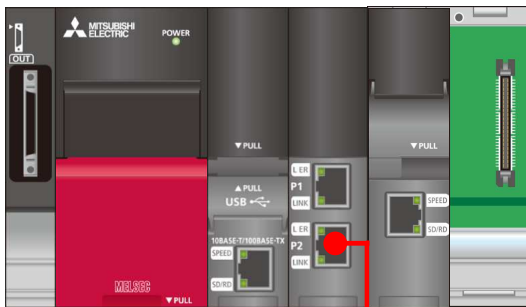 OUT
MITSUBISHI
ELECTRIC
POWER
▼PULL
▲PULL
USB
10BASE-T/100BASE-TX
SPEED
SD/RD
L ER
P1
LINK
L ER
P2
LINK
▼PULL
SPEED
SD/RD
MELSEC
▼PULL